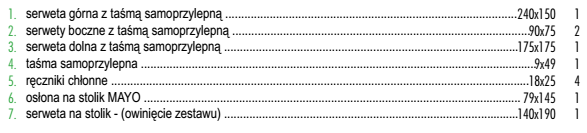 1. serweta górna z taśmą samoprzylepną ........ 240x150 1
2. serwety boczne z taśmą samoprzylepną ........ 90x75 2
3. serweta dolna z taśmą samoprzylepną ........ 175x175 1
4. taśma samoprzylepna ........ 9x49 1
5. ręczniki chłonne ........ 18x25 4
6. osłona na stolik MAYO ........ 79x145 1
7. serweta na stolik - (owinięcie zestawu) ........ 140x190 1